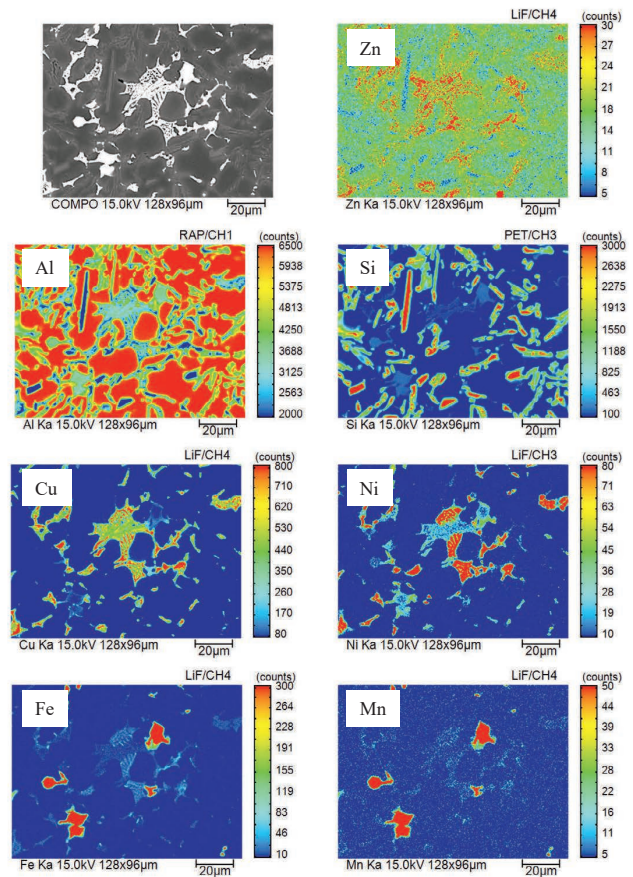 COMPO 15.0kV 128x96µm
20µm
LiF/CH4
(counts)
Zn
30
27
24
21
18
14
11
8
5
Zn Ka 15.0kV 128x96µm
20µm
RAP/CH1
(counts)
Al
6500
5938
5375
4813
4250
3688
3125
2563
2000
Al Ka 15.0kV 128x96µm
20µm
PET/CH3
(counts)
Si
3000
2638
2275
1913
1550
1188
825
463
100
Si Ka 15.0kV 128x96µm
20µm
LiF/CH4
(counts)
Cu
800
710
620
530
440
350
260
170
80
Cu Ka 15.0kV 128x96µm
20µm
LiF/CH3
(counts)
Ni
80
71
63
54
45
36
28
19
10
Ni Ka 15.0kV 128x96µm
20µm
LiF/CH4
(counts)
Fe
300
264
228
191
155
119
83
46
10
Fe Ka 15.0kV 128x96µm
20µm
LiF/CH4
(counts)
Mn
50
44
39
33
28
22
16
11
5
Mn Ka 15.0kV 128x96µm
20µm